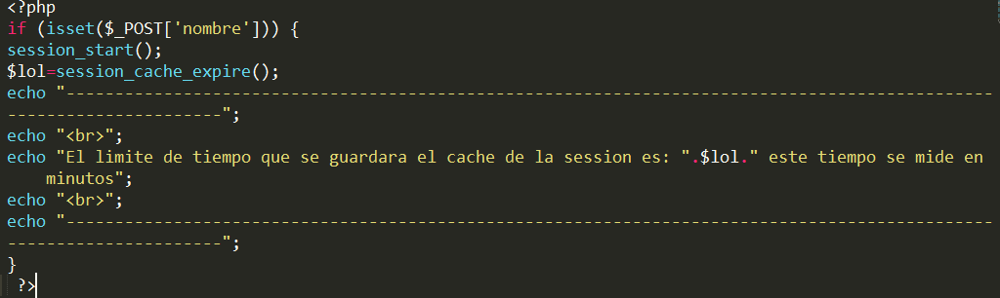 <?php
if (isset($_POST['nombre'])) {
session_start();
$lol=session_cache_expire();
echo "-----------------------------------------------------------------------------------------------
----------------------";
echo "<br>";
echo "El limite de tiempo que se guardara el cache de la session es: ".$lol." este tiempo se mide en
minutos";
echo "<br>";
echo "-----------------------------------------------------------------------------------------------
----------------------";
}
?>